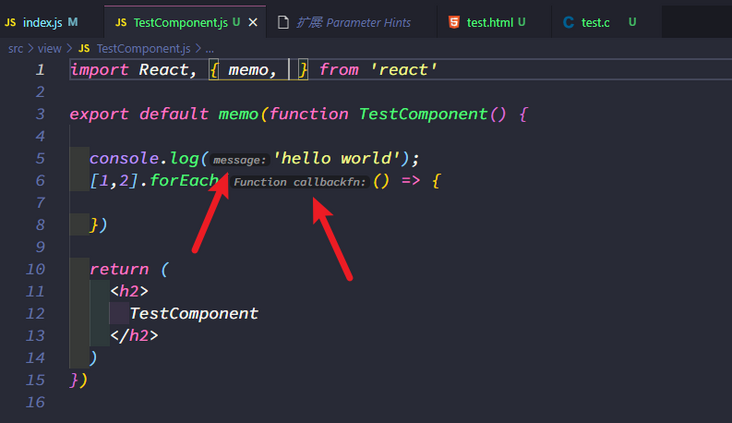 JS index.js M JS TestComponent.js U × 扩展: Parameter Hints test.html U C test.c U
src > view > JS TestComponent.js > ...
1 import React, { memo, } from 'react'
2
3 export default memo(function TestComponent() {
4
5 console.log(message:'hello world');
6 [1,2].forEach(Function callbackfn:() => {
7
8 })
9
10 return (
11 <h2>
12 TestComponent
13 </h2>
14 )
15 })
16